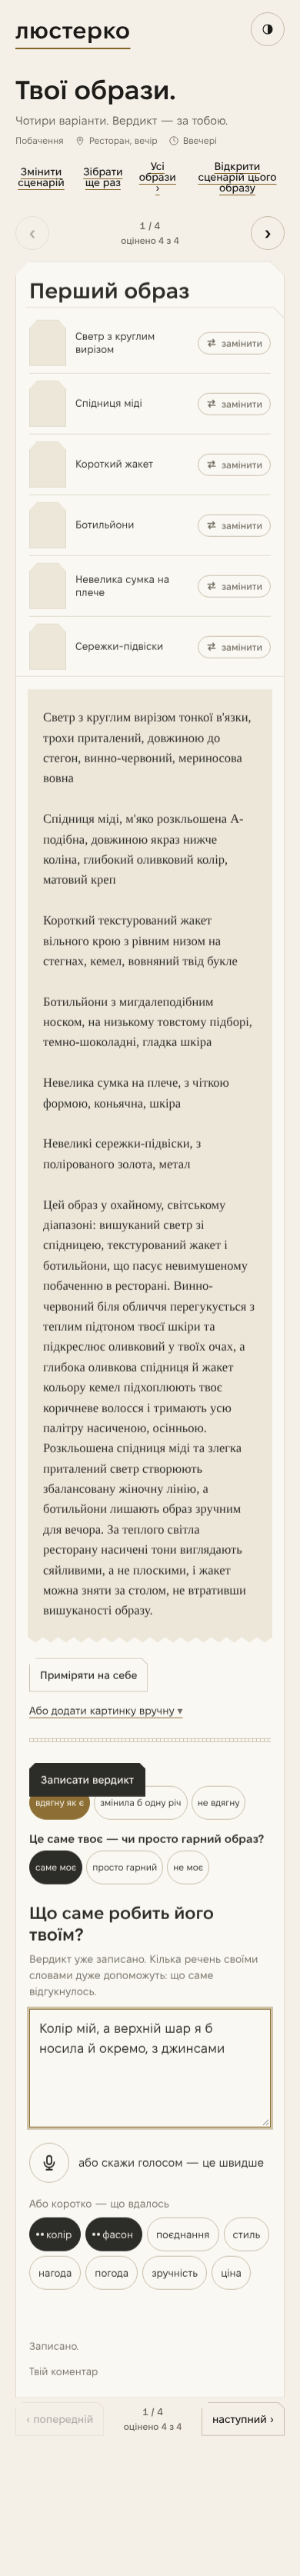 люстерко
Твої образи.
Чотири варіанти. Вердикт — за тобою.
Побачення
Ресторан, вечір
Ввечері
Змінити
сценарій
Зібрати
ще раз
Усі
образи
›
Відкрити
сценарій цього
образу
‹
1 / 4
оцінено 4 з 4
›
Перший образ
Светр з круглим
вирізом
⇄ замінити
Спідниця міді
⇄ замінити
Короткий жакет
⇄ замінити
Ботильйони
⇄ замінити
Невелика сумка на
плече
⇄ замінити
Сережки-підвіски
⇄ замінити
Светр з круглим вирізом тонкої в'язки,
трохи приталений, довжиною до
стегон, винно-червоний, мериносова
вовна
Спідниця міді, м'яко розкльошена А-
подібна, довжиною якраз нижче
коліна, глибокий оливковий колір,
матовий креп
Короткий текстурований жакет
вільного крою з рівним низом на
стегнах, кемел, вовняний твід букле
Ботильйони з мигдалеподібним
носком, на низькому товстому підборі,
темно-шоколадні, гладка шкіра
Невелика сумка на плече, з чіткою
формою, коньячна, шкіра
Невеликі сережки-підвіски, з
полірованого золота, метал
Цей образ у охайному, світському
діапазоні: вишуканий светр зі
спідницею, текстурований жакет і
ботильйони, що пасує невимушеному
побаченню в ресторані. Винно-
червоний біля обличчя перегукується з
теплим підтоном твоєї шкіри та
підкреслює оливковий у твоїх очах, а
глибока оливкова спідниця й жакет
кольору кемел підхоплюють твоє
коричневе волосся і тримають усю
палітру насиченою, осінньою.
Розкльошена спідниця міді та злегка
приталений светр створюють
збалансовану жіночну лінію, а
ботильйони лишають образ зручним
для вечора. За теплого світла
ресторану насичені тони виглядають
сяйливими, а не плоскими, і жакет
можна зняти за столом, не втративши
вишуканості образу.
Приміряти на себе
Або додати картинку вручну ▾
Записати вердикт
вдягну як є
змінила б одну річ
не вдягну
Це саме твоє — чи просто гарний образ?
саме моє
просто гарний
не моє
Що саме робить його
твоїм?
Вердикт уже записано. Кілька речень своїми
словами дуже допоможуть: що саме
відгукнулось.
Колір мій, а верхній шар я б
носила й окремо, з джинсами
або скажи голосом — це швидше
Або коротко — що вдалось
колір
фасон
поєднання
стиль
нагода
погода
зручність
ціна
Записано.
Твій коментар
‹ попередній
1 / 4
оцінено 4 з 4
наступний ›